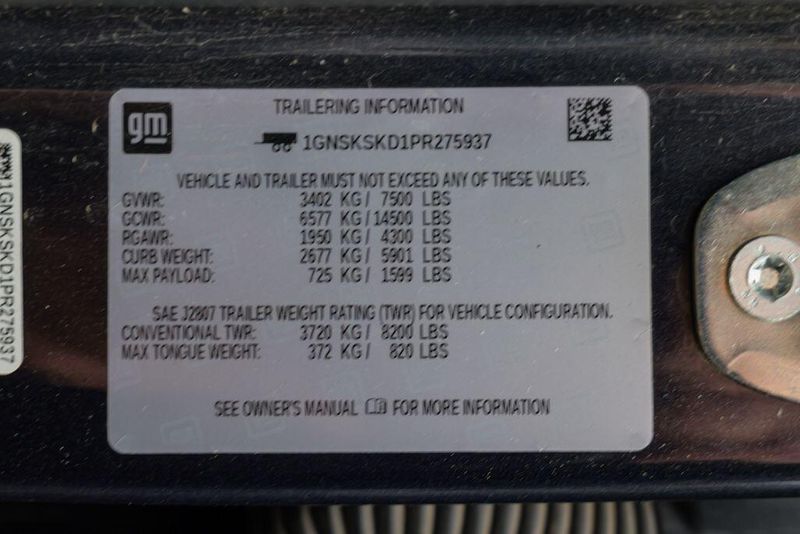 gm
TRAILERING INFORMATION
1GNSKSKD1PR275937
VEHICLE AND TRAILER MUST NOT EXCEED ANY OF THESE VALUES.
GVWR: 3402 KG / 7500 LBS
GCWR: 6577 KG / 14500 LBS
RGAWR: 1950 KG / 4300 LBS
CURB WEIGHT: 2677 KG / 5901 LBS
MAX PAYLOAD: 725 KG / 1599 LBS
SAE J2807 TRAILER WEIGHT RATING (TWR) FOR VEHICLE CONFIGURATION.
CONVENTIONAL TWR: 3720 KG / 8200 LBS
MAX TONGUE WEIGHT: 372 KG / 820 LBS
SEE OWNER'S MANUAL FOR MORE INFORMATION
1GNSKSKD1PR275937